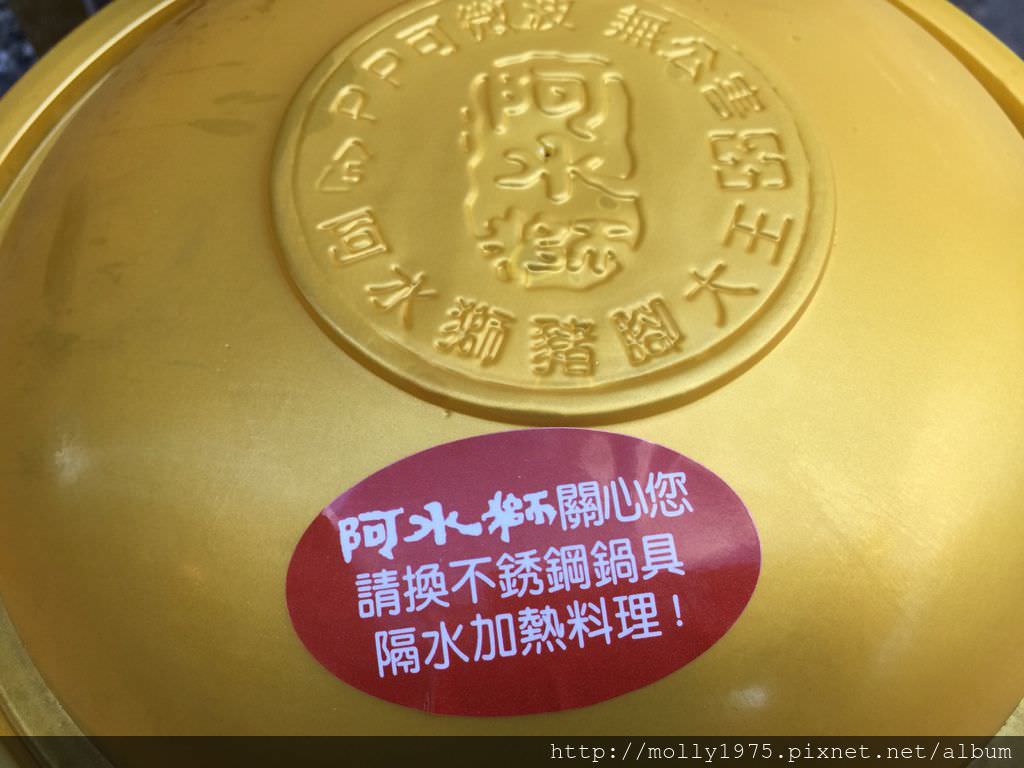 PP可微波 無公害
阿水獅
阿水獅豬腳大王
阿水獅關心您
請換不銹鋼鍋具
隔水加熱料理!
http://molly1975.pixnet.net/album